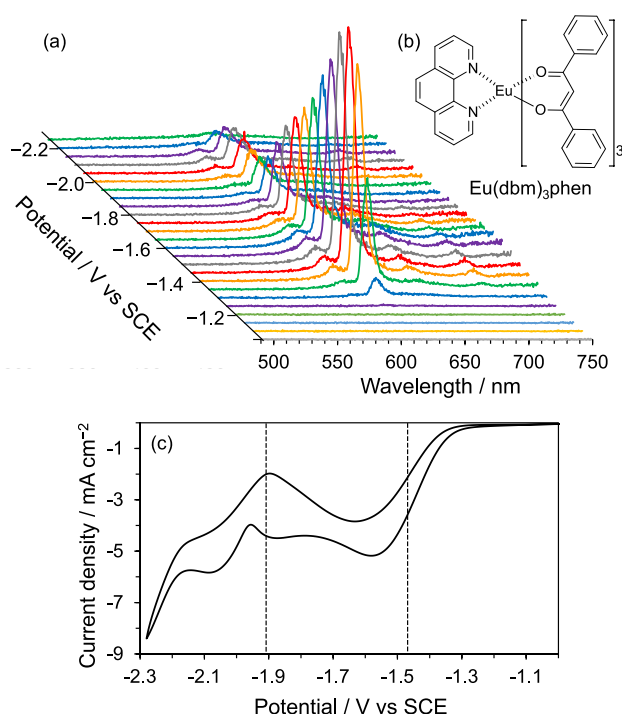 (a)
(b)
N
N
Eu
O
O
3
Eu(dbm)₃phen
−2.2
−2.0
−1.8
−1.6
−1.4
−1.2
Potential / V vs SCE
500 550 600 650 700 750
Wavelength / nm
(c)
-1
-3
-5
-7
-9
Current density / mA cm⁻²
-2.3 -2.1 -1.9 -1.7 -1.5 -1.3 -1.1
Potential / V vs SCE